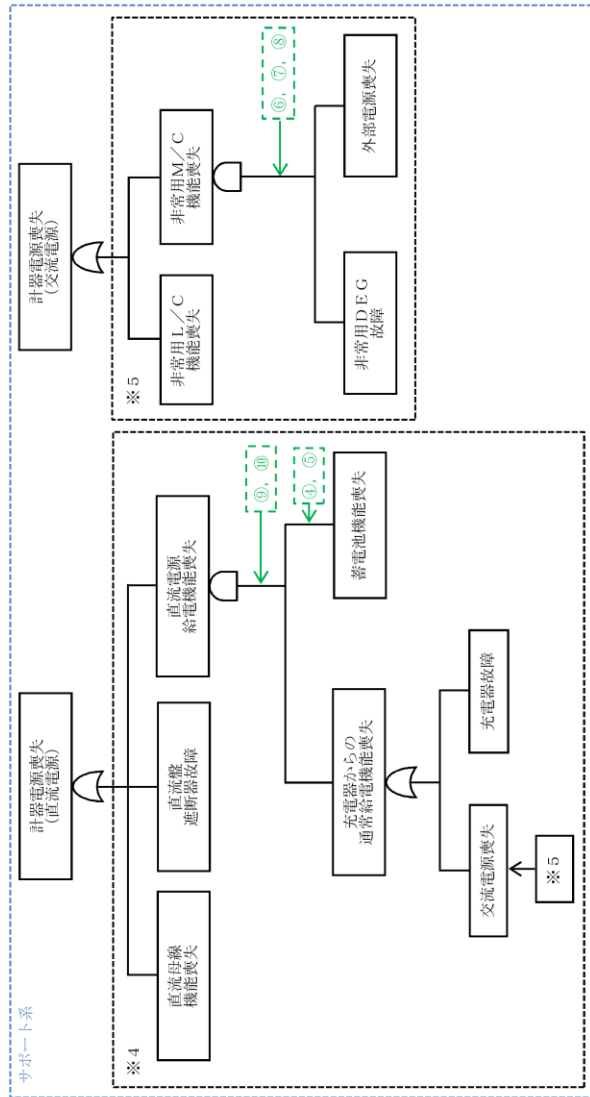 サポート系
計器電源喪失
(直流電源)
※４
直流母線
機能喪失
直流盤
遮断器故障
直流電源
給電機能喪失
⑨，⑩
④，⑤
充電器からの
通常給電機能喪失
蓄電池機能喪失
交流電源喪失
充電器故障
※５
計器電源喪失
(交流電源)
※５
非常用Ｌ／Ｃ
機能喪失
非常用Ｍ／Ｃ
機能喪失
⑥，⑦，⑧
非常用ＤＥＧ
故障
外部電源喪失